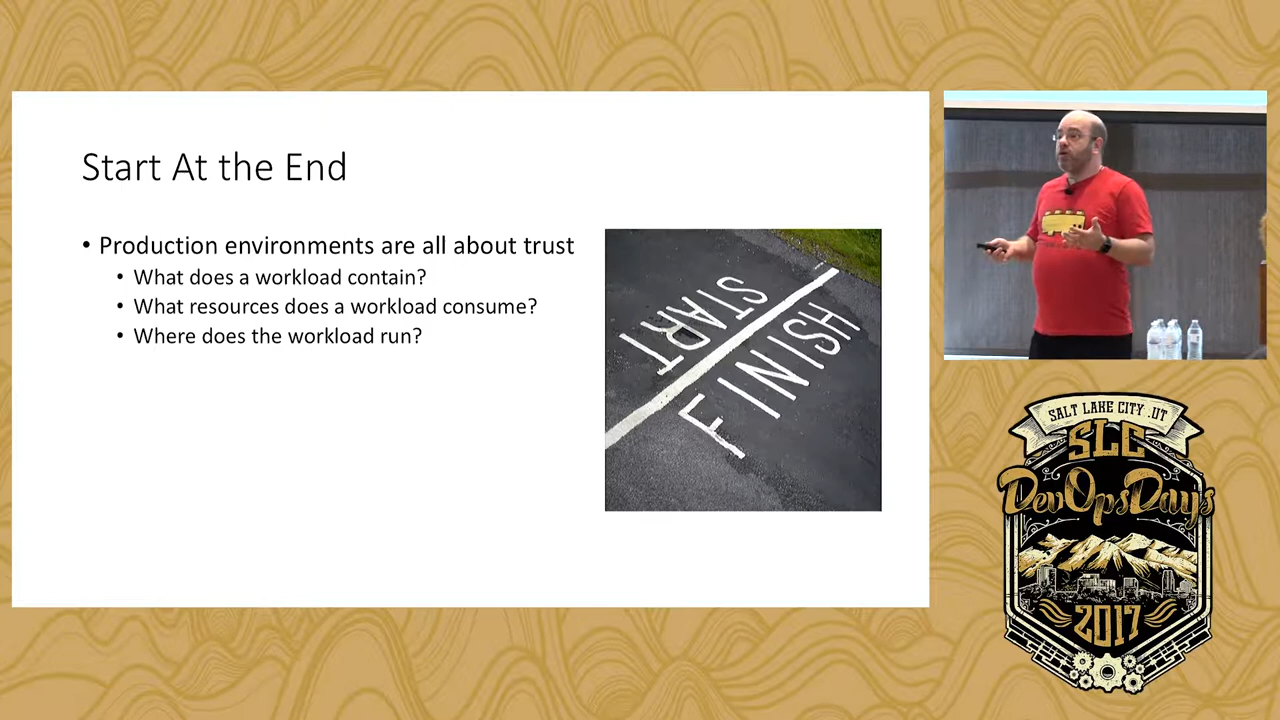 Start At the End
• Production environments are all about trust
• What does a workload contain?
• What resources does a workload consume?
• Where does the workload run?
START
FINISH
SALT LAKE CITY .UT
SLC
DevOpsDays
2017